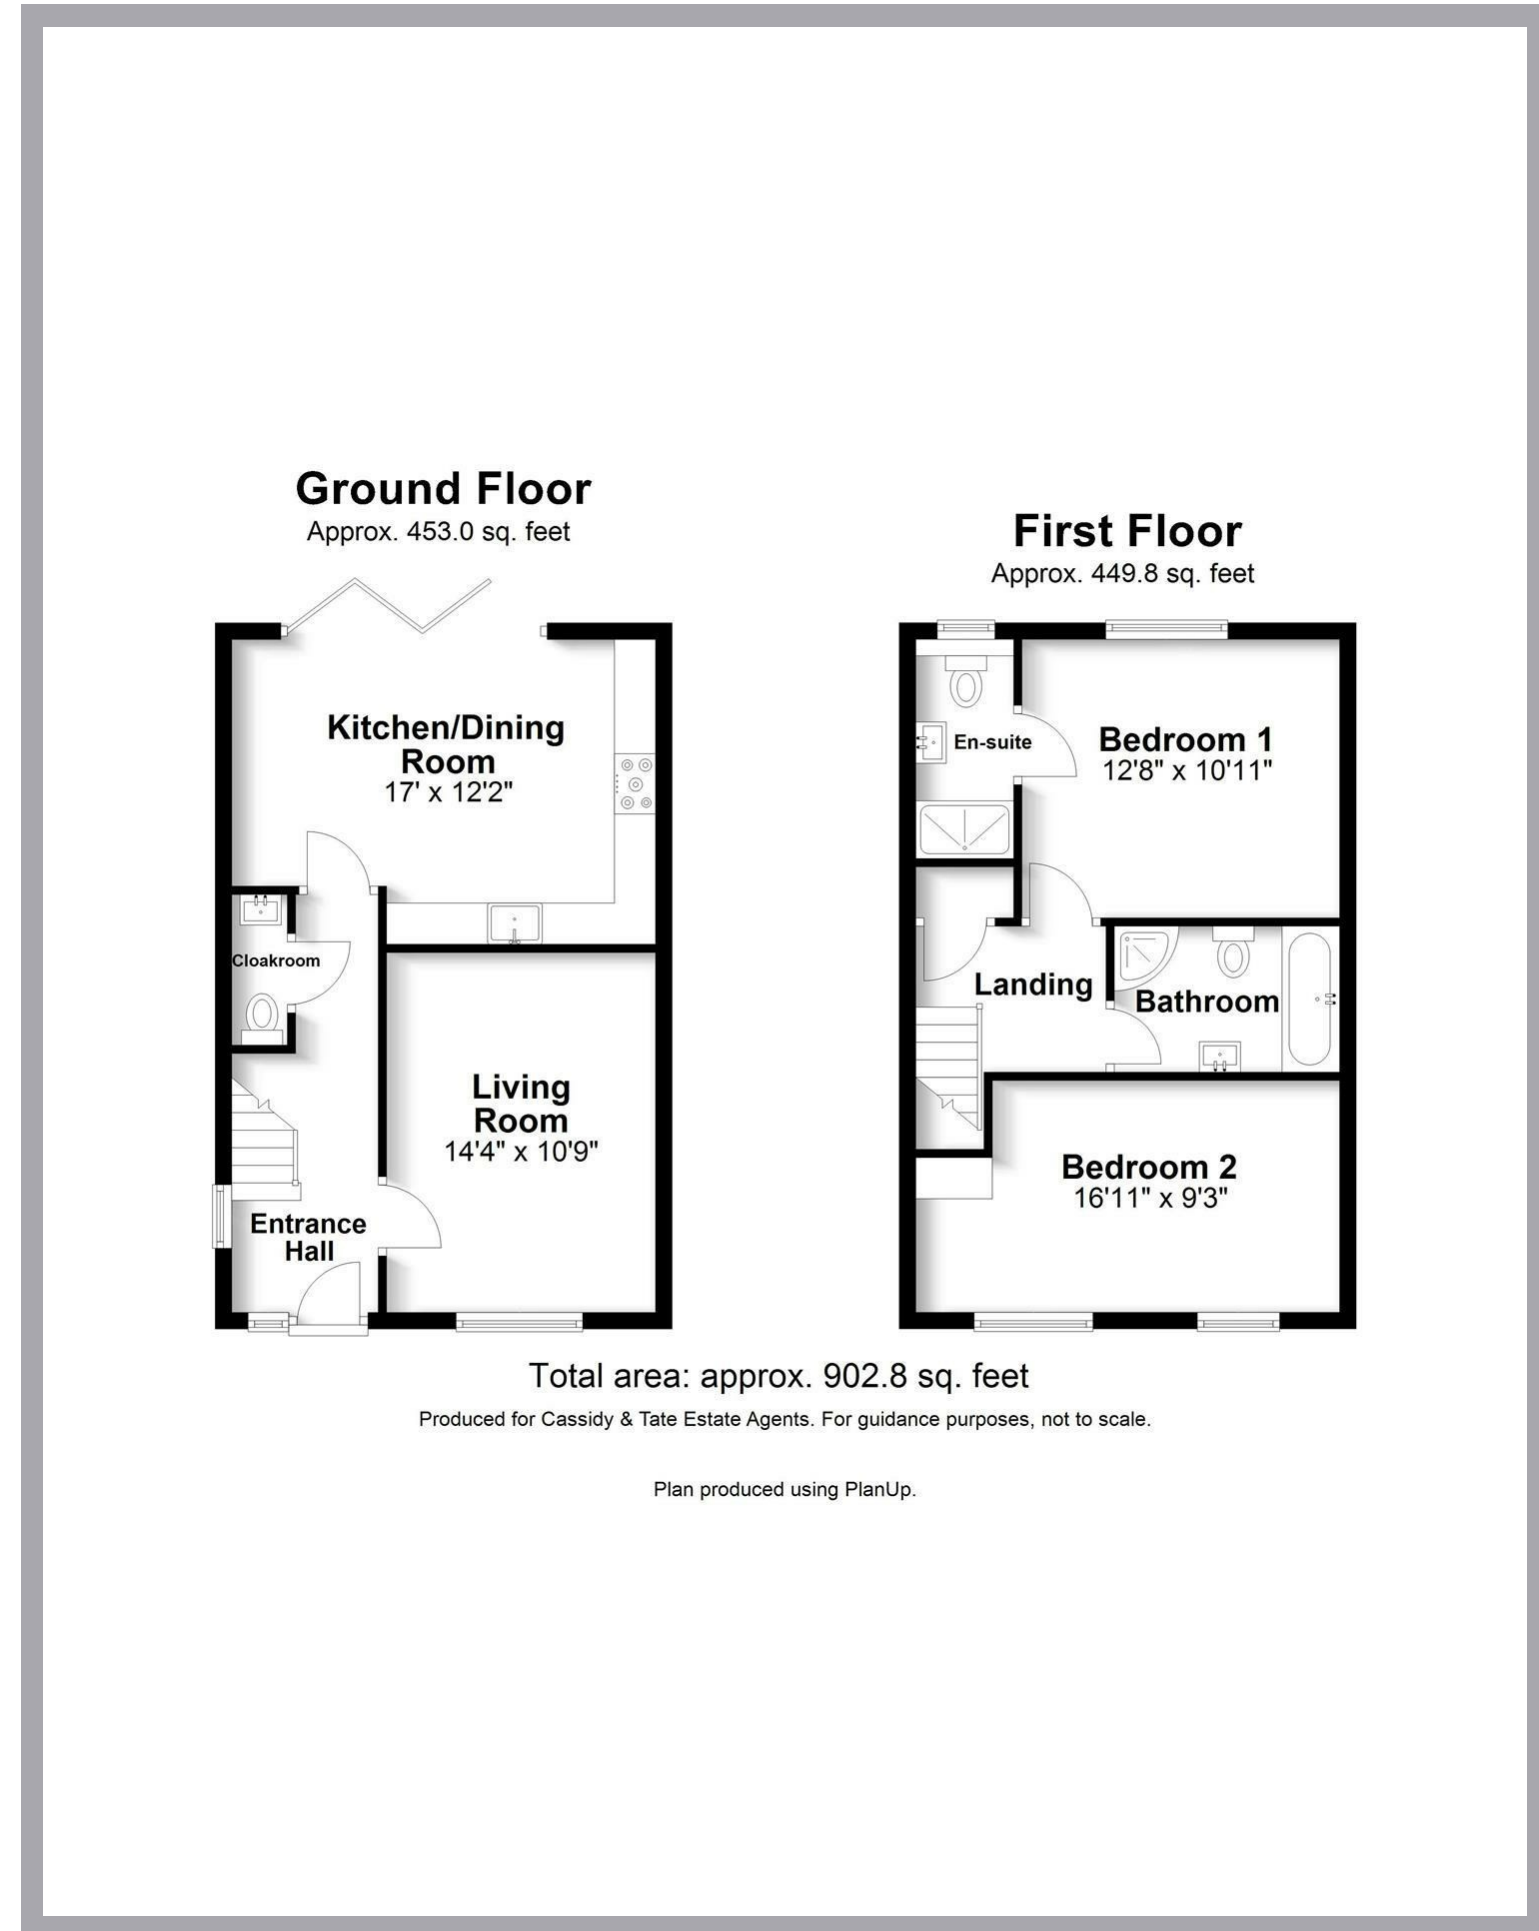 Ground Floor
Approx. 453.0 sq. feet
Kitchen/Dining
Room
17' x 12'2"
Cloakroom
Living
Room
14'4" x 10'9"
Entrance
Hall
First Floor
Approx. 449.8 sq. feet
En-suite
Bedroom 1
12'8" x 10'11"
Landing
Bathroom
Bedroom 2
16'11" x 9'3"
Total area: approx. 902.8 sq. feet
Produced for Cassidy & Tate Estate Agents. For guidance purposes, not to scale.
Plan produced using PlanUp.